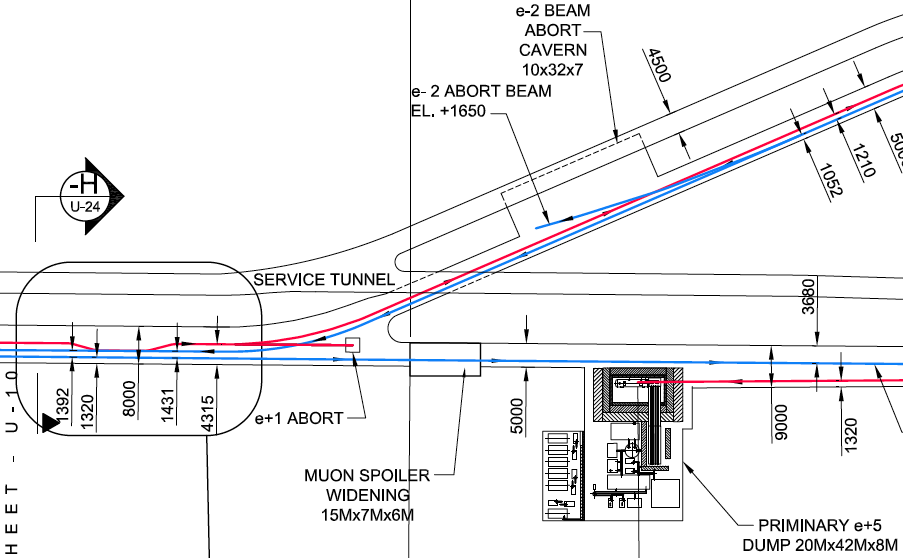 e-2 BEAM
ABORT
CAVERN
10x32x7
4500
e- 2 ABORT BEAM
EL. +1650
500
1210
1052
-H
U-24
SERVICE TUNNEL
3680
HEET - U-10
1392
1320
8000
1431
4315
e+1 ABORT
5000
9000
1320
MUON SPOILER
WIDENING
15Mx7Mx6M
PRIMINARY e+5
DUMP 20Mx42Mx8M